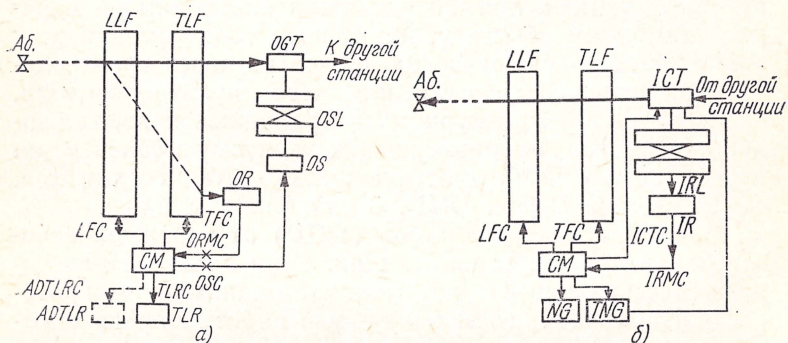 LLF TLF
Аб.
OGT
К другой
станции
OSL
OS
OR
LFC
TFC
ORMC
CM
OSC
ADTLRC
TLRC
ADTLR
TLR
а)
LLF TLF
Аб.
ICT
От другой
станции
IRL
IR
LFC
TFC
ICTC
CM
IRMC
NG
TNG
б)